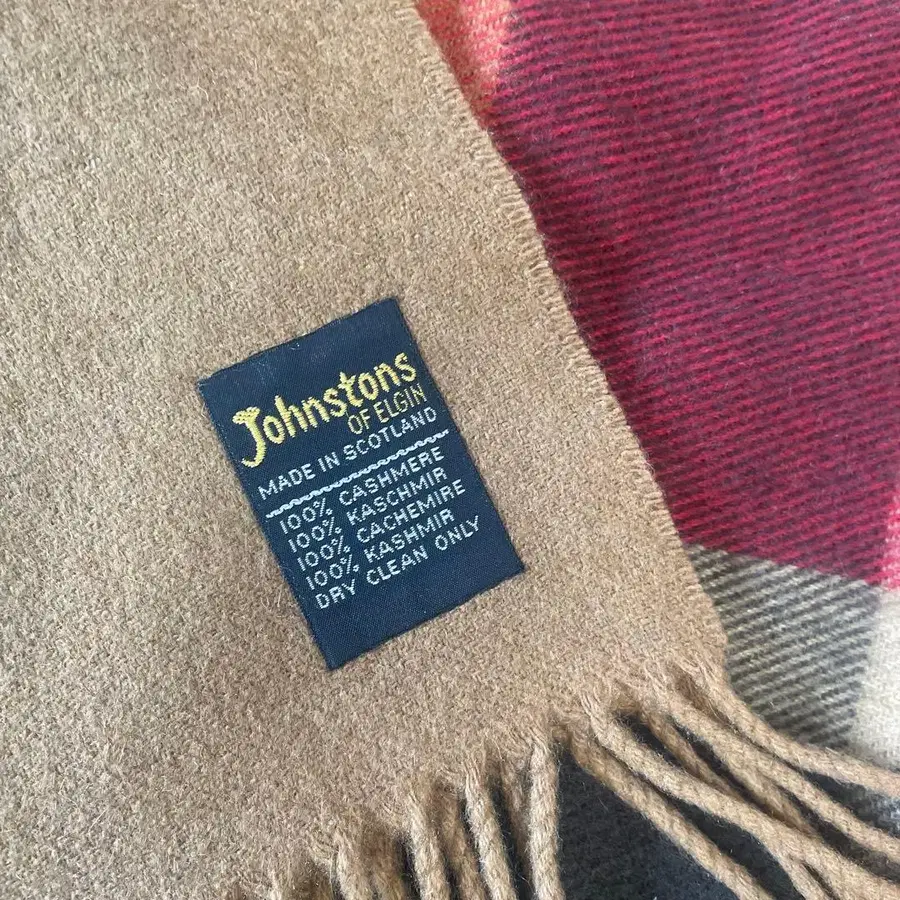 Johnstons
OF ELGIN
MADE IN SCOTLAND
100% CASHMERE
100% KASCHMIR
100% CACHEMIRE
100% KASHMIR
DRY CLEAN ONLY